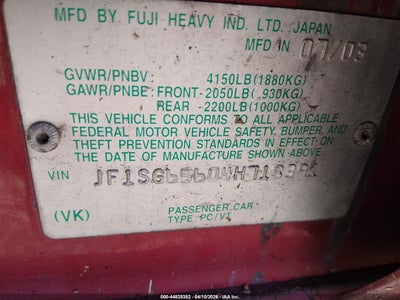 MFD BY FUJI HEAVY IND. LTD. JAPAN
MFD IN 07/03
GVWR/PNBV: 4150LB(1880KG)
GAWR/PNBE: FRONT-2050LB( .930KG)
REAR -2200LB(1000KG)
THIS VEHICLE CONFORMS TO ALL APPLICABLE
FEDERAL MOTOR VEHICLE SAFETY, BUMPER, AND
THEFT PREVENTION STANDARDS IN EFFECT ON
THE DATE OF MANUFACTURE SHOWN ABOVE.
VIN
(VK)
PASSENGER CAR
TYPE PC/VT
000-44829382 - 04/10/2026 - IAA Inc.